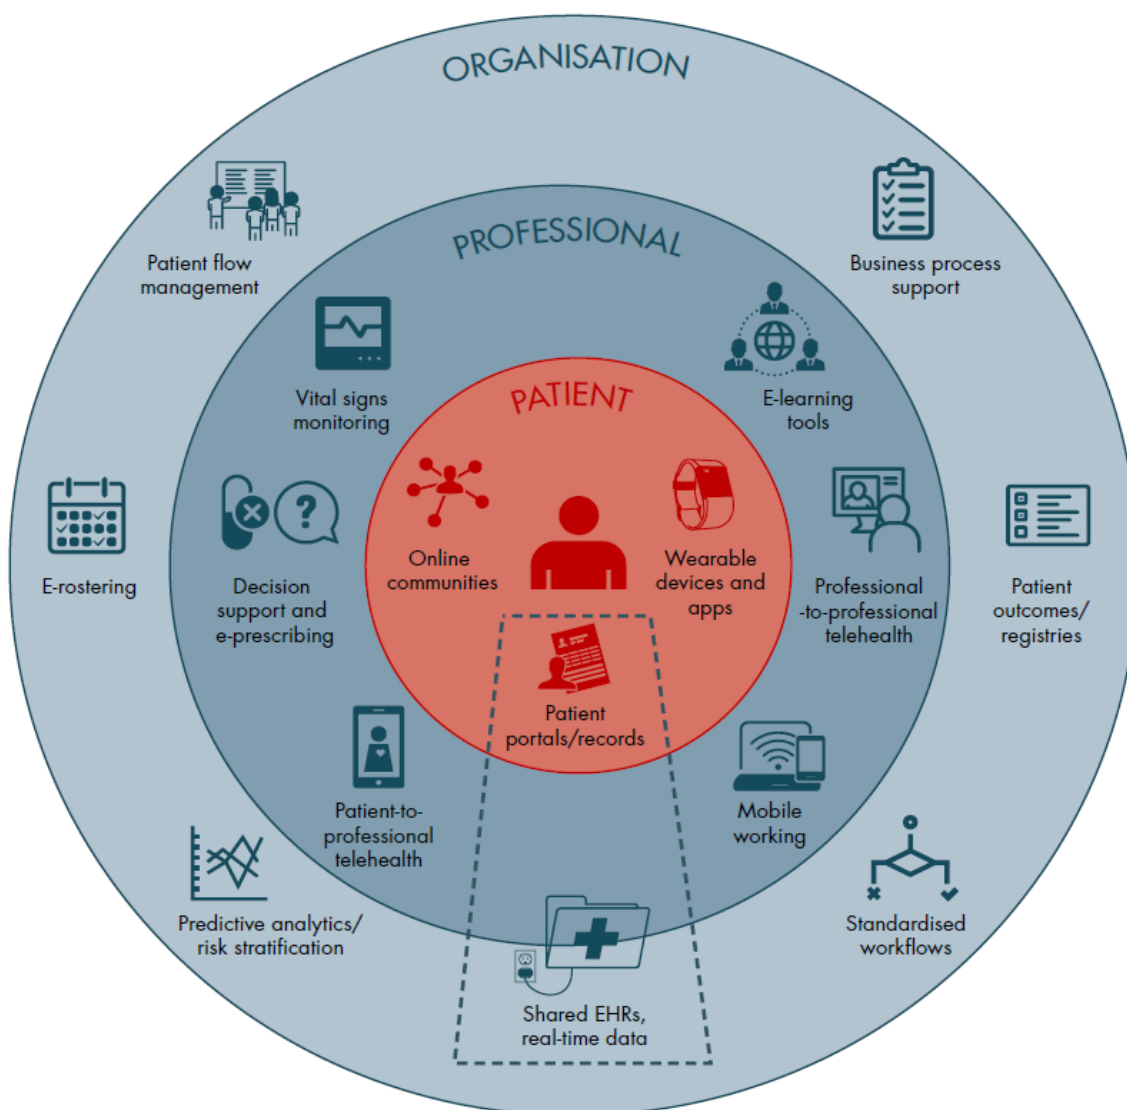 ORGANISATION
Patient flow
management
Business process
support
PROFESSIONAL
Vital signs
monitoring
E-learning
tools
PATIENT
E-rostering
Decision
support and
e-prescribing
Online
communities
Wearable
devices and
apps
Professional
-to-professional
telehealth
Patient
outcomes/
registries
Patient
portals/records
Patient-to-
professional
telehealth
Mobile
working
Predictive analytics/
risk stratification
Standardised
workflows
Shared EHRs,
real-time data